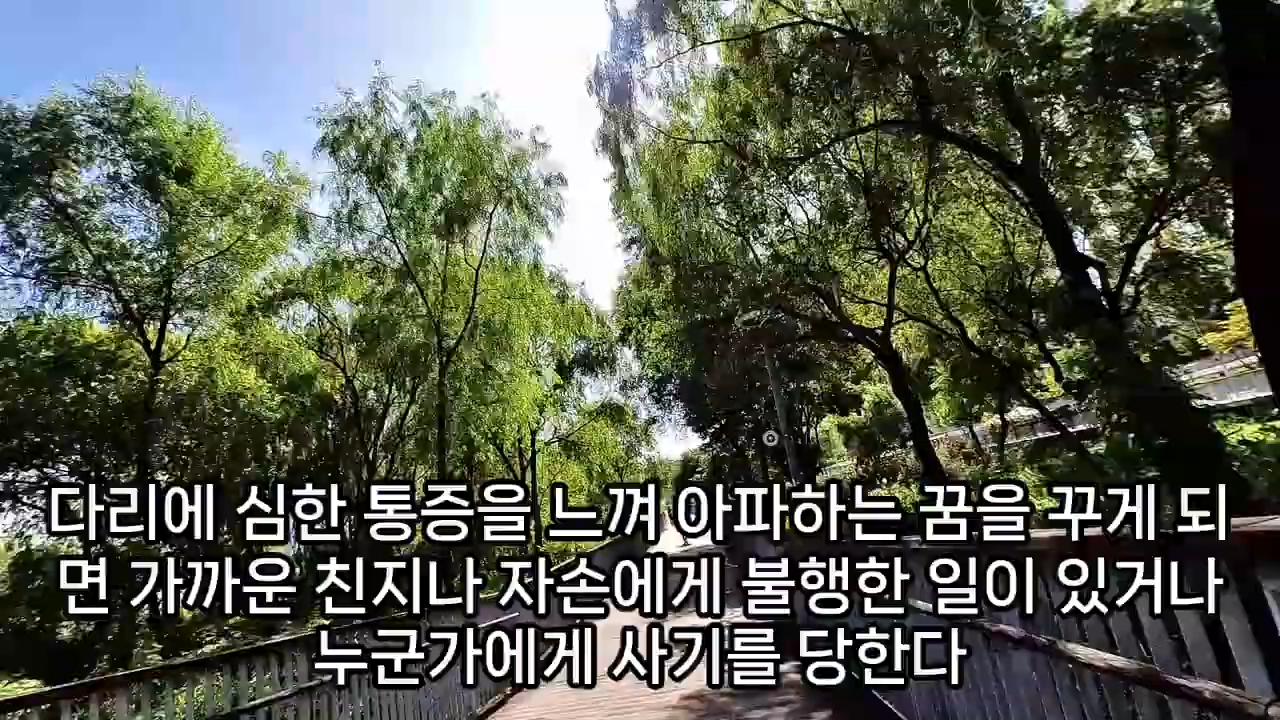 다리에 심한 통증을 느껴 아파하는 꿈을 꾸게 되
면 가까운 친지나 자손에게 불행한 일이 있거나
누군가에게 사기를 당한다